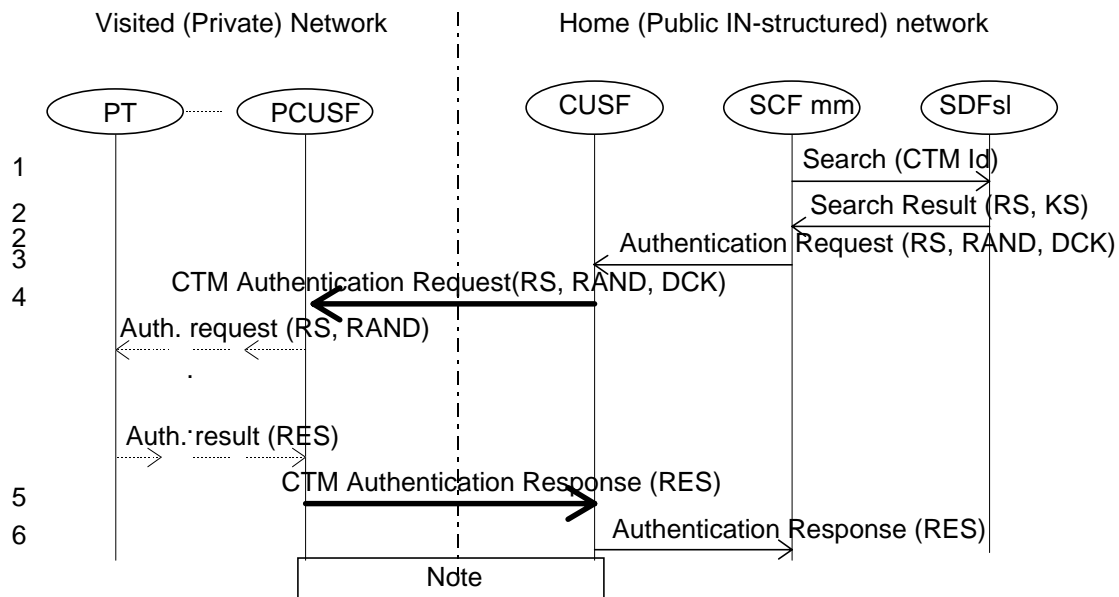 Visited (Private) Network
Home (Public IN-structured) network
PT
PCUSF
CUSF
SCF mm
SDFsl
1
Search (CTM Id)
2
Search Result (RS, KS)
2
3
Authentication Request (RS, RAND, DCK)
4
CTM Authentication Request(RS, RAND, DCK)
Auth. request (RS, RAND)
.
Auth. result (RES)
5
CTM Authentication Response (RES)
6
Authentication Response (RES)
Note